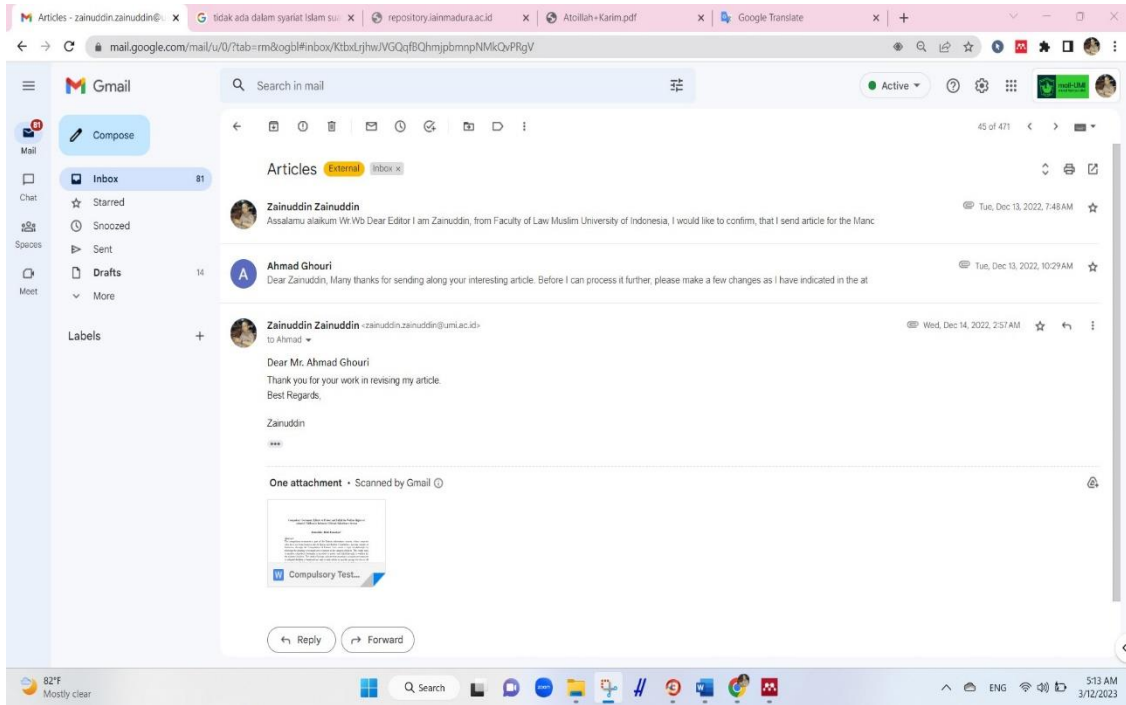 Articles - zainuddin.zainuddin@u
tidak ada dalam syariat Islam sua
repository.iainmadura.ac.id
Atoillah+Karim.pdf
Google Translate
mail.google.com/mail/u/0/?tab=rm&ogbl#inbox/KtbxLrjhwJVGQqfBQhmjpbmnpNMkQvPRgV
Gmail
Search in mail
Active
mail-UMI
81
Mail
Chat
Spaces
Meet
Compose
Inbox 81
Starred
Snoozed
Sent
Drafts 14
More
Labels
45 of 471
Articles External Inbox x
Zainuddin Zainuddin Tue, Dec 13, 2022, 7:48 AM
Assalamu alaikum Wr.Wb Dear Editor I am Zainuddin, from Faculty of Law Muslim University of Indonesia, I would like to confirm, that I send article for the Manc
Ahmad Ghouri Tue, Dec 13, 2022, 10:29 AM
A
Dear Zainuddin, Many thanks for sending along your interesting article. Before I can process it further, please make a few changes as I have indicated in the at
Zainuddin Zainuddin <zainuddin.zainuddin@umi.ac.id> Wed, Dec 14, 2022, 2:57 AM
to Ahmad
Dear Mr. Ahmad Ghouri
Thank you for your work in revising my article.
Best Regards,
Zainuddin
One attachment • Scanned by Gmail
W Compulsory Test...
Reply
Forward
82°F
Mostly clear
Search
zoom
ENG
5:13 AM
3/12/2023